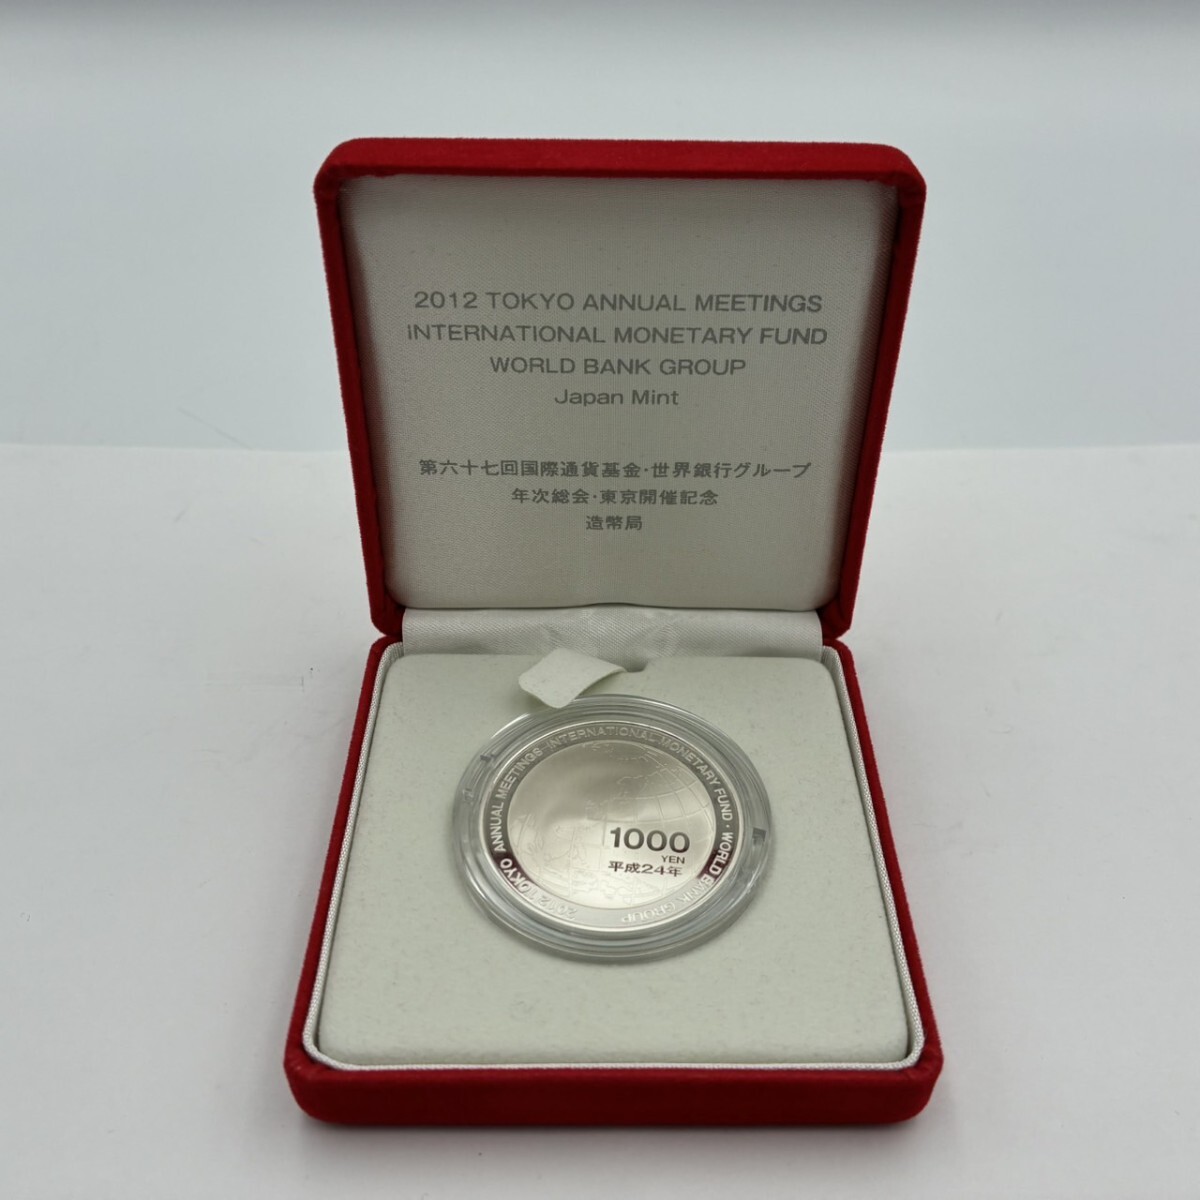 2012 TOKYO ANNUAL MEETINGS
INTERNATIONAL MONETARY FUND
WORLD BANK GROUP
Japan Mint
第六十七回国際通貨基金・世界銀行グループ
年次総会・東京開催記念
造幣局
2012 TOKYO ANNUAL MEETINGS・INTERNATIONAL MONETARY FUND・WORLD BANK GROUP
1000
YEN
平成24年